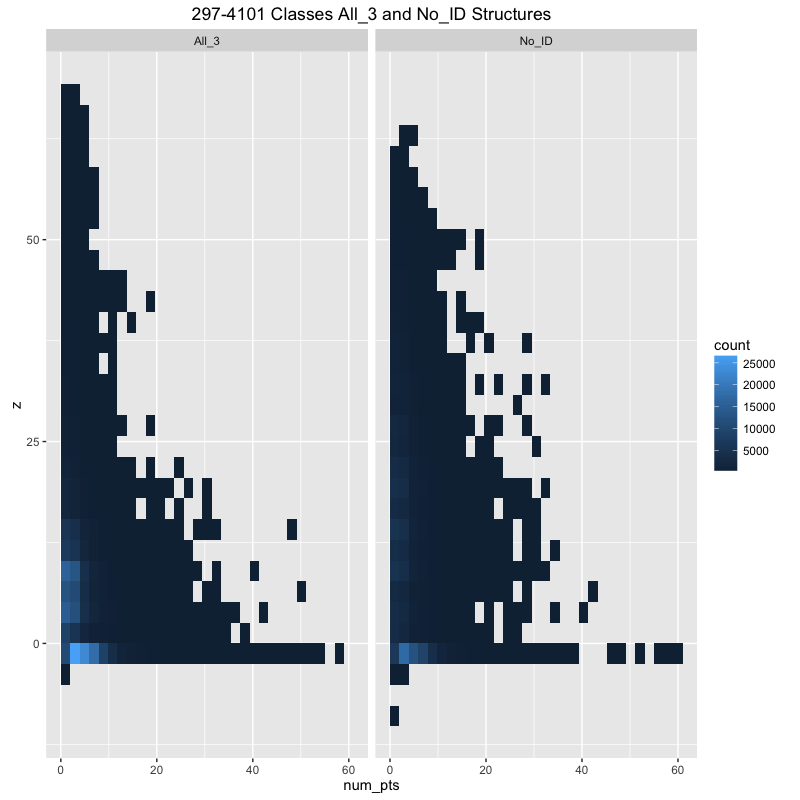 297-4101 Classes All_3 and No_ID Structures
All_3 No_ID
count
25000
20000
15000
10000
5000
z
50
25
0
0 20 40 60 0 20 40 60
num_pts